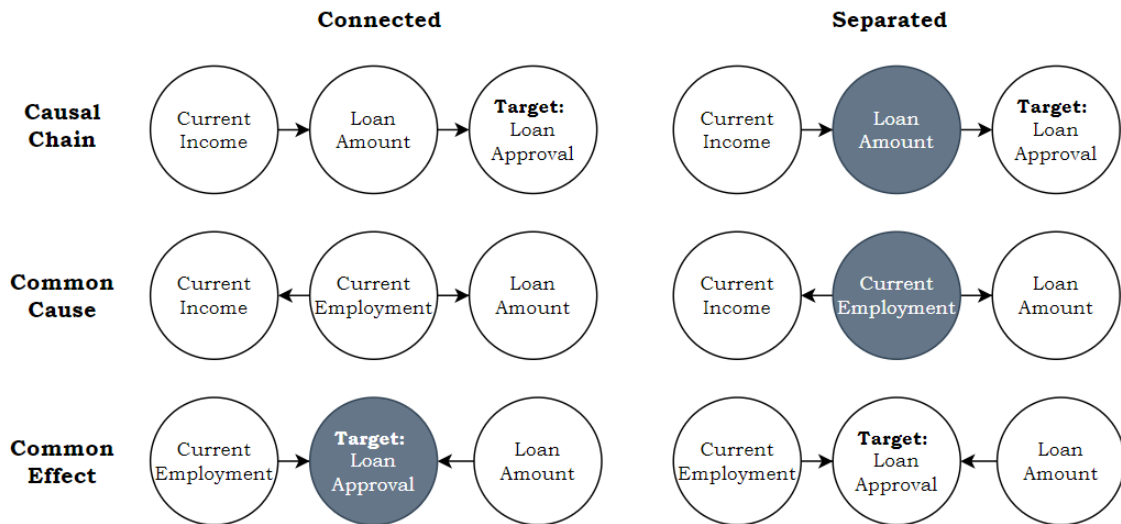 Connected
Separated
Causal
Chain
Current
Income
Loan
Amount
Target:
Loan
Approval
Current
Income
Loan
Amount
Target:
Loan
Approval
Common
Cause
Current
Income
Current
Employment
Loan
Amount
Current
Income
Current
Employment
Loan
Amount
Common
Effect
Current
Employment
Target:
Loan
Approval
Loan
Amount
Current
Employment
Target:
Loan
Approval
Loan
Amount